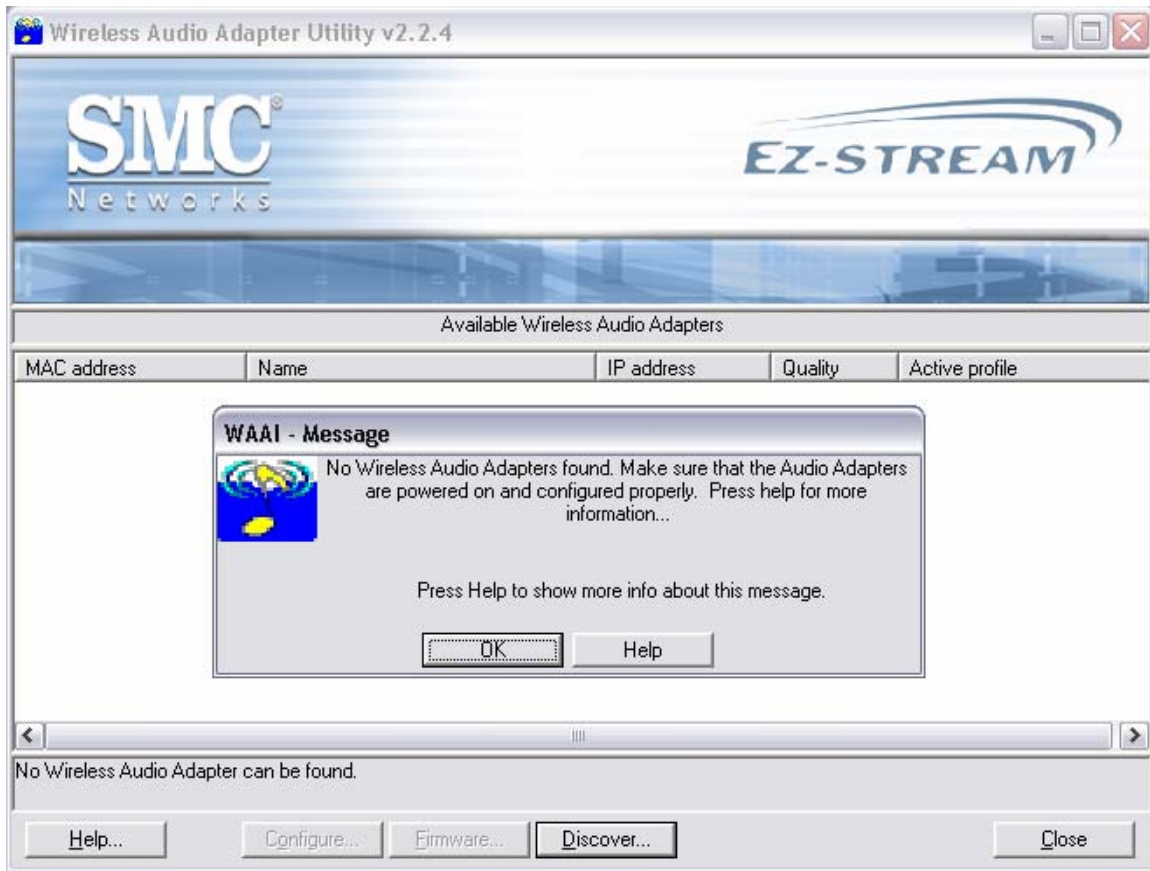 Wireless Audio Adapter Utility v2.2.4
SMC®
Networks
EZ-STREAM
Available Wireless Audio Adapters
MAC address Name IP address Quality Active profile
WAAI - Message
No Wireless Audio Adapters found. Make sure that the Audio Adapters
are powered on and configured properly. Press help for more
information...
Press Help to show more info about this message.
OK Help
No Wireless Audio Adapter can be found.
Help... Configure... Firmware... Discover... Close